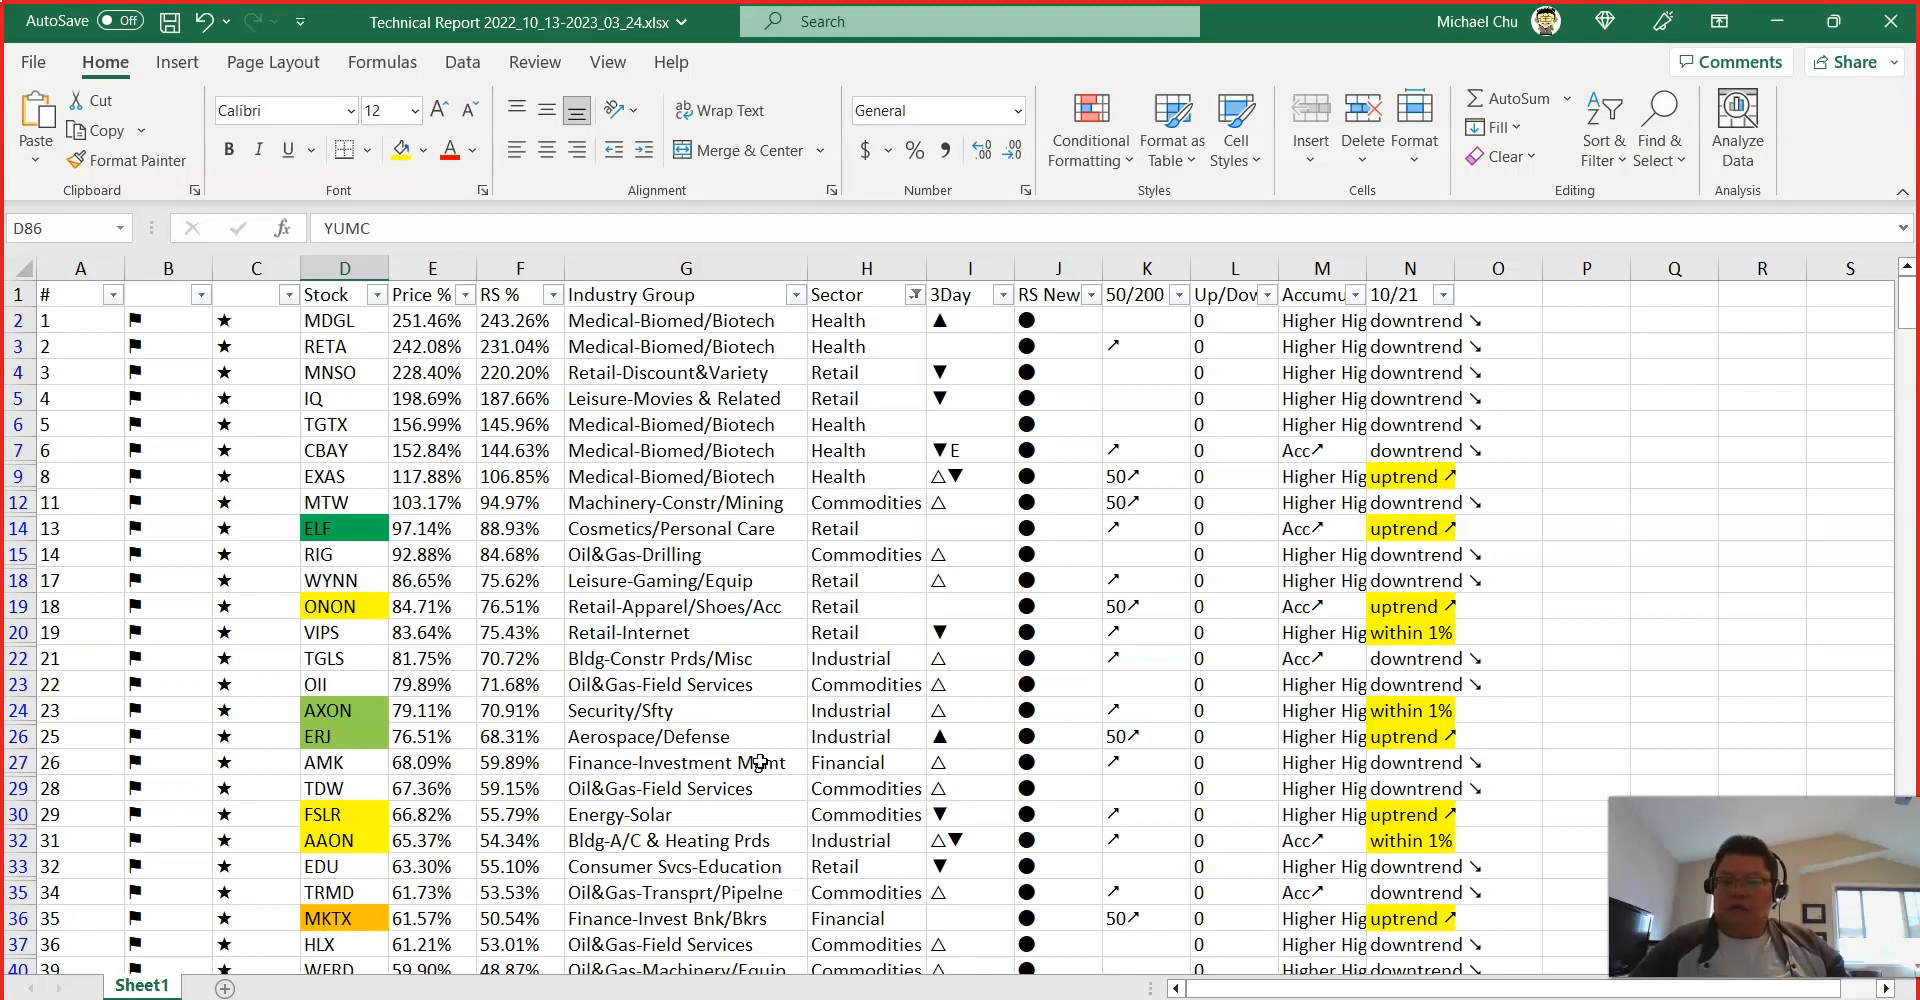 AutoSave Off Technical Report 2022_10_13-2023_03_24.xlsx Search Michael Chu
File Home Insert Page Layout Formulas Data Review View Help Comments Share
Paste Cut Copy Format Painter Clipboard
Calibri 12 B I U A Font
Wrap Text Merge & Center Alignment
General $ % Number
Conditional Formatting Format as Table Cell Styles Styles
Insert Delete Format Cells
AutoSum Fill Clear Sort & Filter Find & Select Editing
Analyze Data Analysis
D86 fx YUMC
A B C D E F G H I J K L M N O P Q R S
1 # Stock Price % RS % Industry Group Sector 3Day RS New 50/200 Up/Dow Accumu 10/21
2 1 ⚑ ★ MDGL 251.46% 243.26% Medical-Biomed/Biotech Health ▲ ● 0 Higher Hig downtrend ↘
3 2 ⚑ ★ RETA 242.08% 231.04% Medical-Biomed/Biotech Health ● ↗ 0 Higher Hig downtrend ↘
4 3 ⚑ ★ MNSO 228.40% 220.20% Retail-Discount&Variety Retail ▼ ● 0 Higher Hig downtrend ↘
5 4 ⚑ ★ IQ 198.69% 187.66% Leisure-Movies & Related Retail ▼ ● 0 Higher Hig downtrend ↘
6 5 ⚑ ★ TGTX 156.99% 145.96% Medical-Biomed/Biotech Health ● 0 Higher Hig downtrend ↘
7 6 ⚑ ★ CBAY 152.84% 144.63% Medical-Biomed/Biotech Health ▼E ● ↗ 0 Acc↗ downtrend ↘
9 8 ⚑ ★ EXAS 117.88% 106.85% Medical-Biomed/Biotech Health △▼ ● 50↗ 0 Higher Hig uptrend ↗
12 11 ⚑ ★ MTW 103.17% 94.97% Machinery-Constr/Mining Commodities △ ● 50↗ 0 Higher Hig downtrend ↘
14 13 ⚑ ★ ELF 97.14% 88.93% Cosmetics/Personal Care Retail ● ↗ 0 Acc↗ uptrend ↗
15 14 ⚑ ★ RIG 92.88% 84.68% Oil&Gas-Drilling Commodities △ ● 0 Higher Hig downtrend ↘
18 17 ⚑ ★ WYNN 86.65% 75.62% Leisure-Gaming/Equip Retail △ ● ↗ 0 Higher Hig downtrend ↘
19 18 ⚑ ★ ONON 84.71% 76.51% Retail-Apparel/Shoes/Acc Retail ● 50↗ 0 Acc↗ uptrend ↗
20 19 ⚑ ★ VIPS 83.64% 75.43% Retail-Internet Retail ▼ ● ↗ 0 Higher Hig within 1%
22 21 ⚑ ★ TGLS 81.75% 70.72% Bldg-Constr Prds/Misc Industrial △ ● ↗ 0 Acc↗ downtrend ↘
23 22 ⚑ ★ OII 79.89% 71.68% Oil&Gas-Field Services Commodities △ ● 0 Higher Hig downtrend ↘
24 23 ⚑ ★ AXON 79.11% 70.91% Security/Sfty Industrial △ ● ↗ 0 Higher Hig within 1%
26 25 ⚑ ★ ERJ 76.51% 68.31% Aerospace/Defense Industrial ▲ ● 50↗ 0 Higher Hig uptrend ↗
27 26 ⚑ ★ AMK 68.09% 59.89% Finance-Investment Mgmt Financial △ ● ↗ 0 Higher Hig downtrend ↘
29 28 ⚑ ★ TDW 67.36% 59.15% Oil&Gas-Field Services Commodities △ ● 0 Higher Hig downtrend ↘
30 29 ⚑ ★ FSLR 66.82% 55.79% Energy-Solar Commodities ▼ ● ↗ 0 Higher Hig uptrend ↗
32 31 ⚑ ★ AAON 65.37% 54.34% Bldg-A/C & Heating Prds Industrial △▼ ● ↗ 0 Acc↗ within 1%
33 32 ⚑ ★ EDU 63.30% 55.10% Consumer Svcs-Education Retail ▼ ● 0 Higher Hig downtrend ↘
35 34 ⚑ ★ TRMD 61.73% 53.53% Oil&Gas-Transprt/Pipelne Commodities △ ● ↗ 0 Acc↗ downtrend ↘
36 35 ⚑ ★ MKTX 61.57% 50.54% Finance-Invest Bnk/Bkrs Financial ● 50↗ 0 Higher Hig uptrend ↗
37 36 ⚑ ★ HLX 61.21% 53.01% Oil&Gas-Field Services Commodities △ ● 0 Higher Hig downtrend ↘
40 39 ⚑ ★ WFRD 59.90% 48.87% Oil&Gas-Machinery/Equip Commodities △ ● 0 Higher Hig downtrend ↘
Sheet1